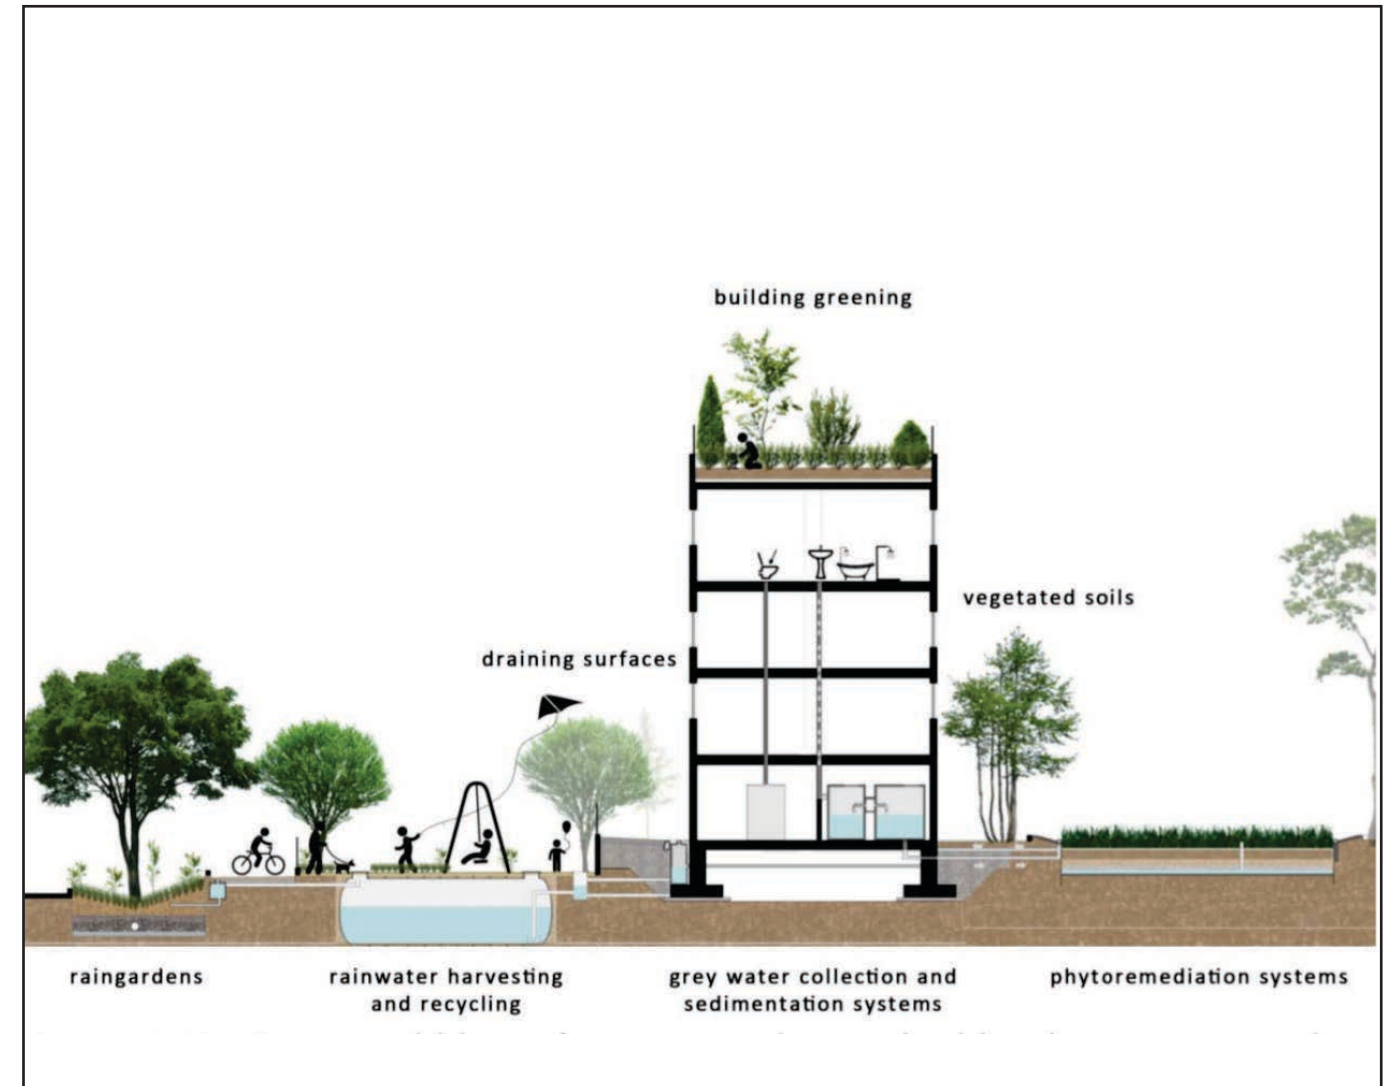 building greening
vegetated soils
draining surfaces
raingardens
rainwater harvesting
and recycling
grey water collection and
sedimentation systems
phytoremediation systems